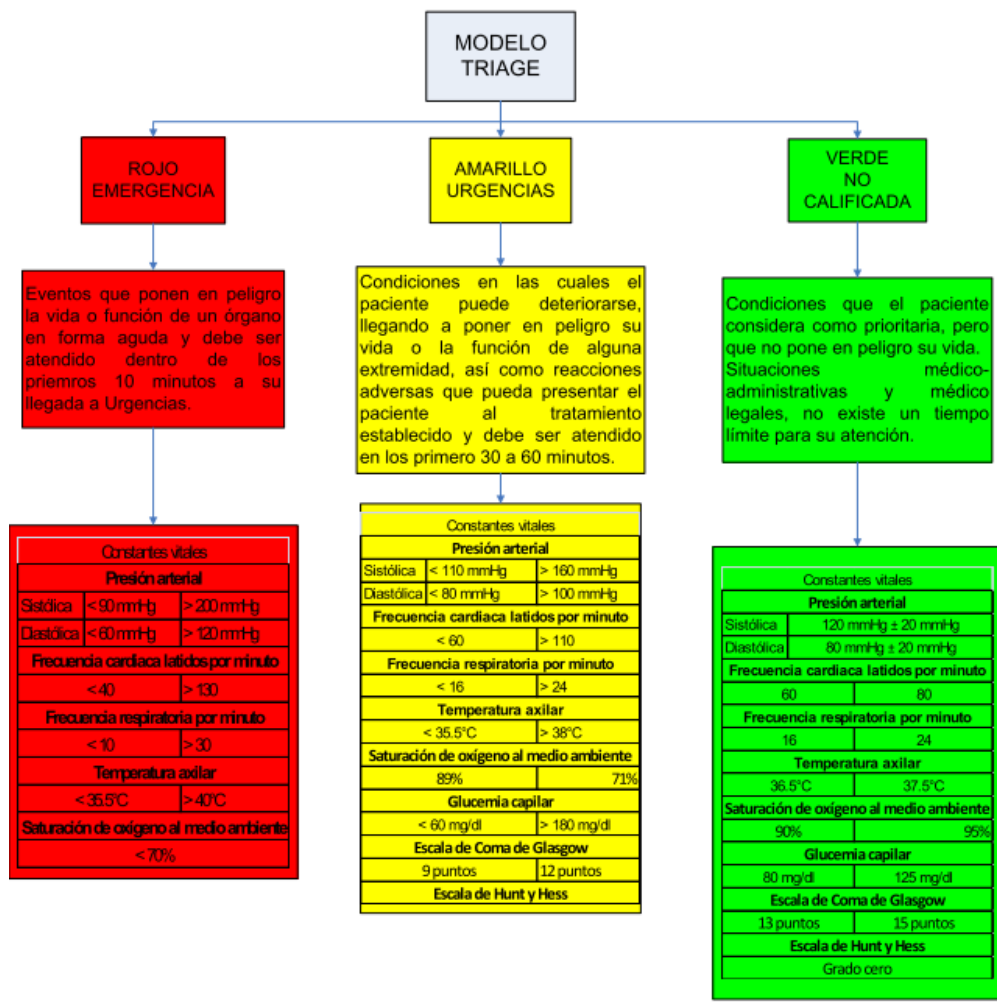 MODELO
TRIAGE
ROJO
EMERGENCIA
AMARILLO
URGENCIAS
VERDE
NO
CALIFICADA
Eventos que ponen en peligro
la vida o función de un órgano
en forma aguda y debe ser
atendido dentro de los
priemros 10 minutos a su
llegada a Urgencias.
Condiciones en las cuales el
paciente puede deteriorarse,
llegando a poner en peligro su
vida o la función de alguna
extremidad, así como reacciones
adversas que pueda presentar el
paciente al tratamiento
establecido y debe ser atendido
en los primero 30 a 60 minutos.
Condiciones que el paciente
considera como prioritaria, pero
que no pone en peligro su vida.
Situaciones médico-
administrativas y médico
legales, no existe un tiempo
límite para su atención.
Constantes vitales
Presión arterial
Sistólica < 90 mmHg > 200 mmHg
Diastólica < 60 mmHg > 120 mmHg
Frecuencia cardiaca latidos por minuto
< 40 > 130
Frecuencia respiratoria por minuto
< 10 > 30
Temperatura axilar
< 35.5°C > 40°C
Saturación de oxígeno al medio ambiente
< 70%
Constantes vitales
Presión arterial
Sistólica < 110 mmHg > 160 mmHg
Diastólica < 80 mmHg > 100 mmHg
Frecuencia cardiaca latidos por minuto
< 60 > 110
Frecuencia respiratoria por minuto
< 16 > 24
Temperatura axilar
< 35.5°C > 38°C
Saturación de oxígeno al medio ambiente
89% 71%
Glucemia capilar
< 60 mg/dl > 180 mg/dl
Escala de Coma de Glasgow
9 puntos 12 puntos
Escala de Hunt y Hess
Constantes vitales
Presión arterial
Sistólica 120 mmHg ± 20 mmHg
Diastólica 80 mmHg ± 20 mmHg
Frecuencia cardiaca latidos por minuto
60 80
Frecuencia respiratoria por minuto
16 24
Temperatura axilar
36.5°C 37.5°C
Saturación de oxígeno al medio ambiente
90% 95%
Glucemia capilar
80 mg/dl 125 mg/dl
Escala de Coma de Glasgow
13 puntos 15 puntos
Escala de Hunt y Hess
Grado cero